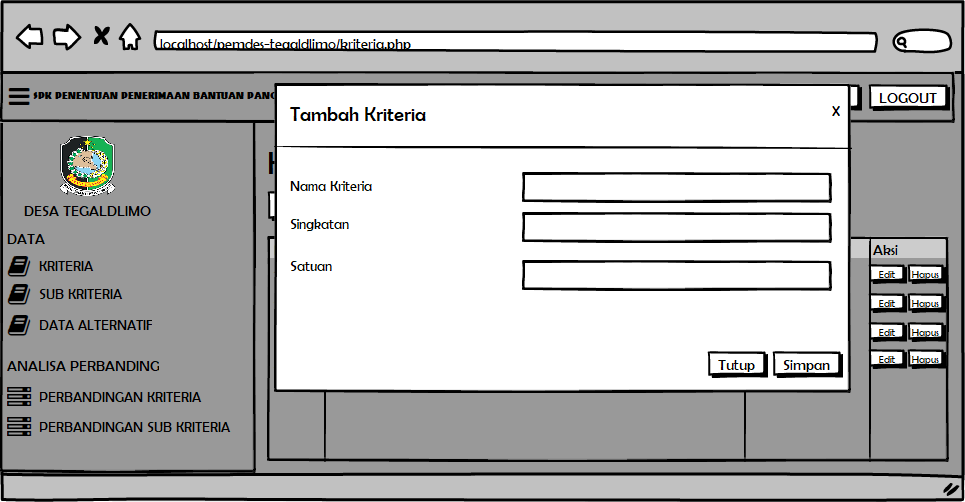 localhost/pemdes-tegaldlimo/kriteria.php
SPK PENENTUAN PENERIMAAN BANTUAN PANG
LOGOUT
Tambah Kriteria
X
DESA TEGALDLIMO
DATA
KRITERIA
SUB KRITERIA
DATA ALTERNATIF
ANALISA PERBANDING
PERBANDINGAN KRITERIA
PERBANDINGAN SUB KRITERIA
Nama Kriteria
Singkatan
Satuan
Tutup
Simpan
Aksi
Edit Hapus
Edit Hapus
Edit Hapus
Edit Hapus